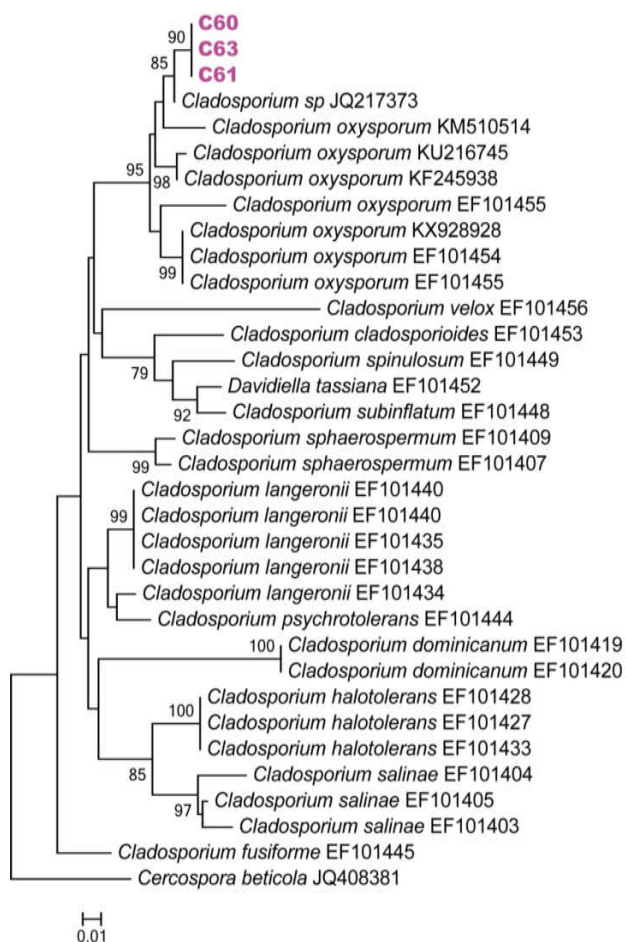 90
C60
C63
85
C61
Cladosporium sp JQ217373
Cladosporium oxysporum KM510514
Cladosporium oxysporum KU216745
95
98
Cladosporium oxysporum KF245938
Cladosporium oxysporum EF101455
Cladosporium oxysporum KX928928
Cladosporium oxysporum EF101454
99
Cladosporium oxysporum EF101455
Cladosporium velox EF101456
Cladosporium cladosporioides EF101453
Cladosporium spinulosum EF101449
79
Davidiella tassiana EF101452
92
Cladosporium subinflatum EF101448
Cladosporium sphaerospermum EF101409
99
Cladosporium sphaerospermum EF101407
Cladosporium langeronii EF101440
99
Cladosporium langeronii EF101440
Cladosporium langeronii EF101435
Cladosporium langeronii EF101438
Cladosporium langeronii EF101434
Cladosporium psychrotolerans EF101444
100
Cladosporium dominicanum EF101419
Cladosporium dominicanum EF101420
Cladosporium halotolerans EF101428
100
Cladosporium halotolerans EF101427
Cladosporium halotolerans EF101433
85
Cladosporium salinae EF101404
97
Cladosporium salinae EF101405
Cladosporium salinae EF101403
Cladosporium fusiforme EF101445
Cercospora beticola JQ408381
0.01